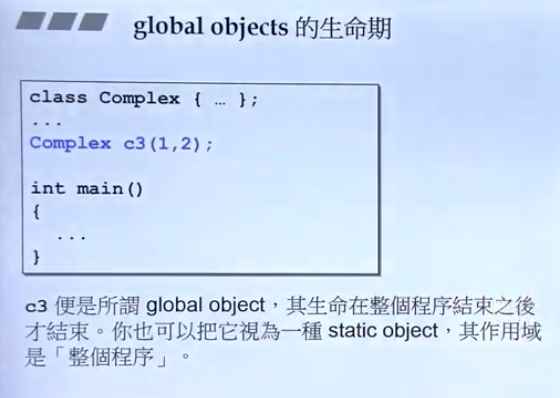 global objects 的生命期
class Complex { … };
...
Complex c3(1,2);
int main()
{
...
}
c3 便是所謂 global object，其生命在整個程序結束之後
才結束。你也可以把它視為一種 static object，其作用域
是「整個程序」。